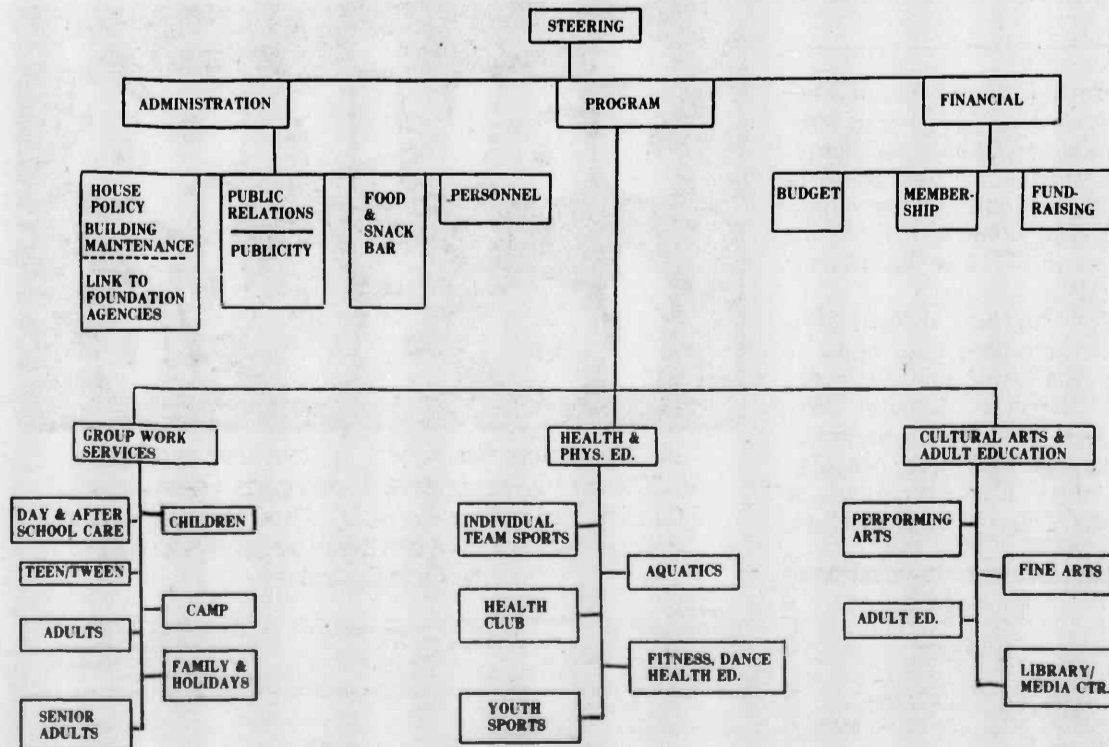 STEERING
ADMINISTRATION
PROGRAM
FINANCIAL
HOUSE
POLICY
BUILDING
MAINTENANCE
LINK TO
FOUNDATION
AGENCIES
PUBLIC
RELATIONS
PUBLICITY
FOOD
&
SNACK
BAR
PERSONNEL
BUDGET
MEMBER-
SHIP
FUND-
RAISING
GROUP WORK
SERVICES
DAY & AFTER
SCHOOL CARE
CHILDREN
TEEN/TWEEN
CAMP
ADULTS
FAMILY &
HOLIDAYS
SENIOR
ADULTS
HEALTH &
PHYS. ED.
INDIVIDUAL
TEAM SPORTS
AQUATICS
HEALTH
CLUB
FITNESS, DANCE
HEALTH ED.
YOUTH
SPORTS
CULTURAL ARTS &
ADULT EDUCATION
PERFORMING
ARTS
FINE ARTS
ADULT ED.
LIBRARY/
MEDIA CTR.